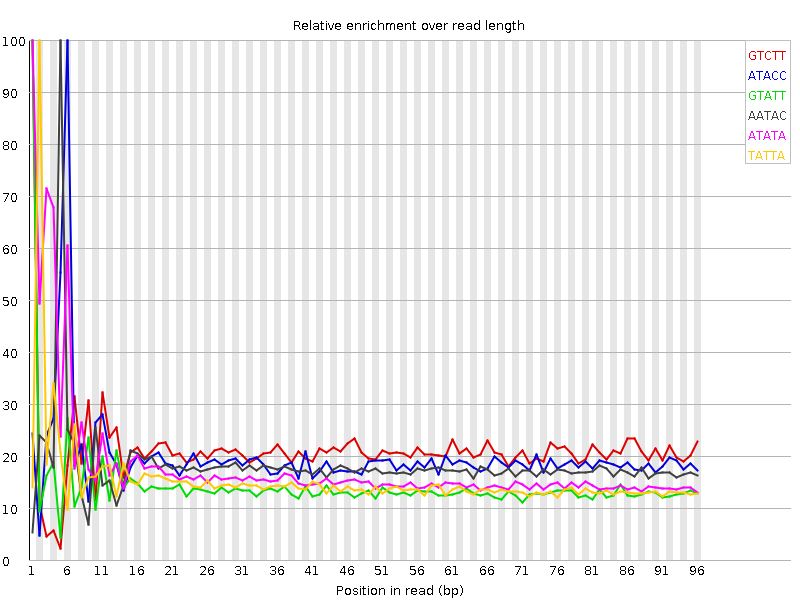 Relative enrichment over read length
100
90
80
70
60
50
40
30
20
10
0
GTCTT
ATACC
GTATT
AATAC
ATATA
TATTA
1 6 11 16 21 26 31 36 41 46 51 56 61 66 71 76 81 86 91 96
Position in read (bp)